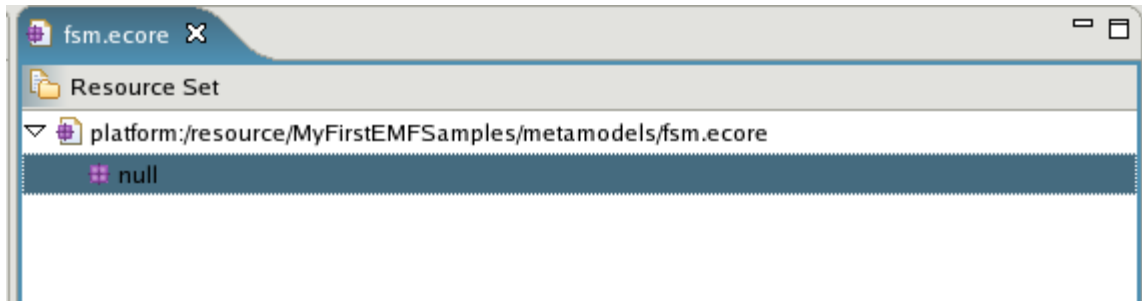 fsm.ecore
Resource Set
platform:/resource/MyFirstEMFSamples/metamodels/fsm.ecore
null